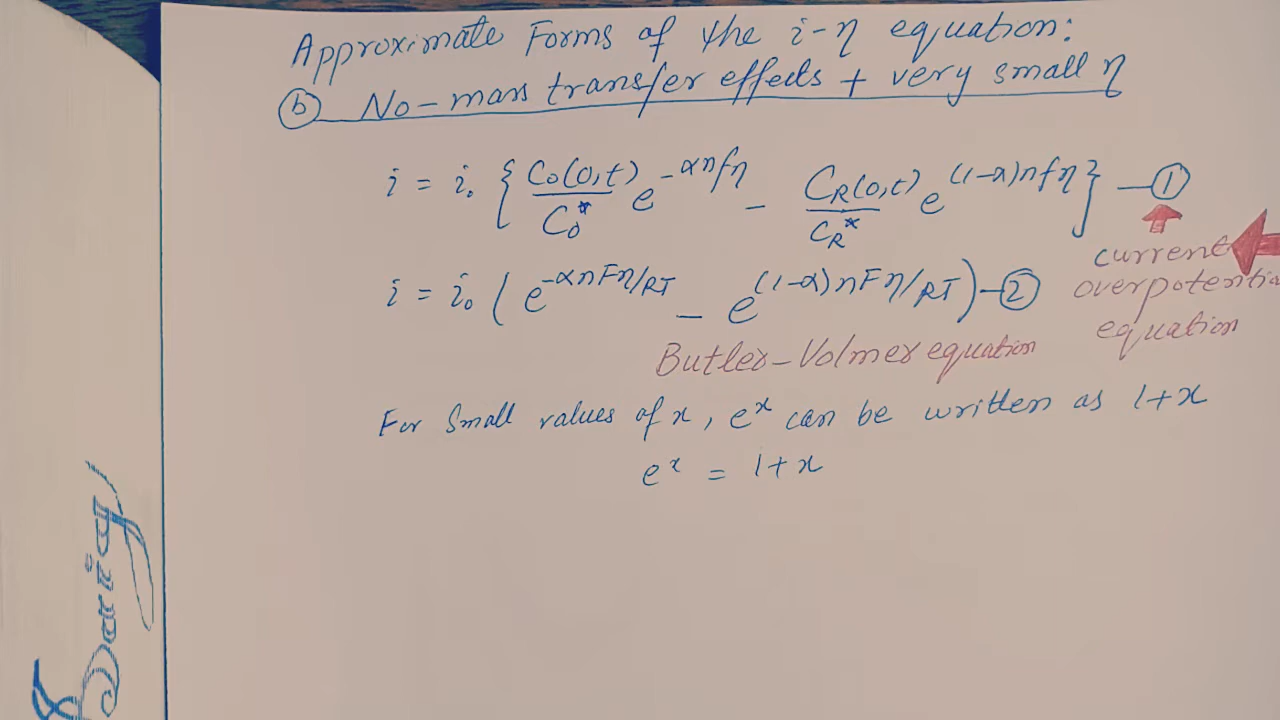 Approximate Forms of the i-η equation:
(b) No-mass transfer effects + very small η
i = i₀ { C₀(0,t)/C₀* e^(-αnfη) - C_R(0,t)/C_R* e^((1-α)nfη) } —①
current overpotential equation
i = i₀ ( e^(-αnFη/RT) - e^((1-α)nFη/RT) ) —②
Butler-Volmer equation
For Small values of x, e^x can be written as 1+x
e^x = 1+x